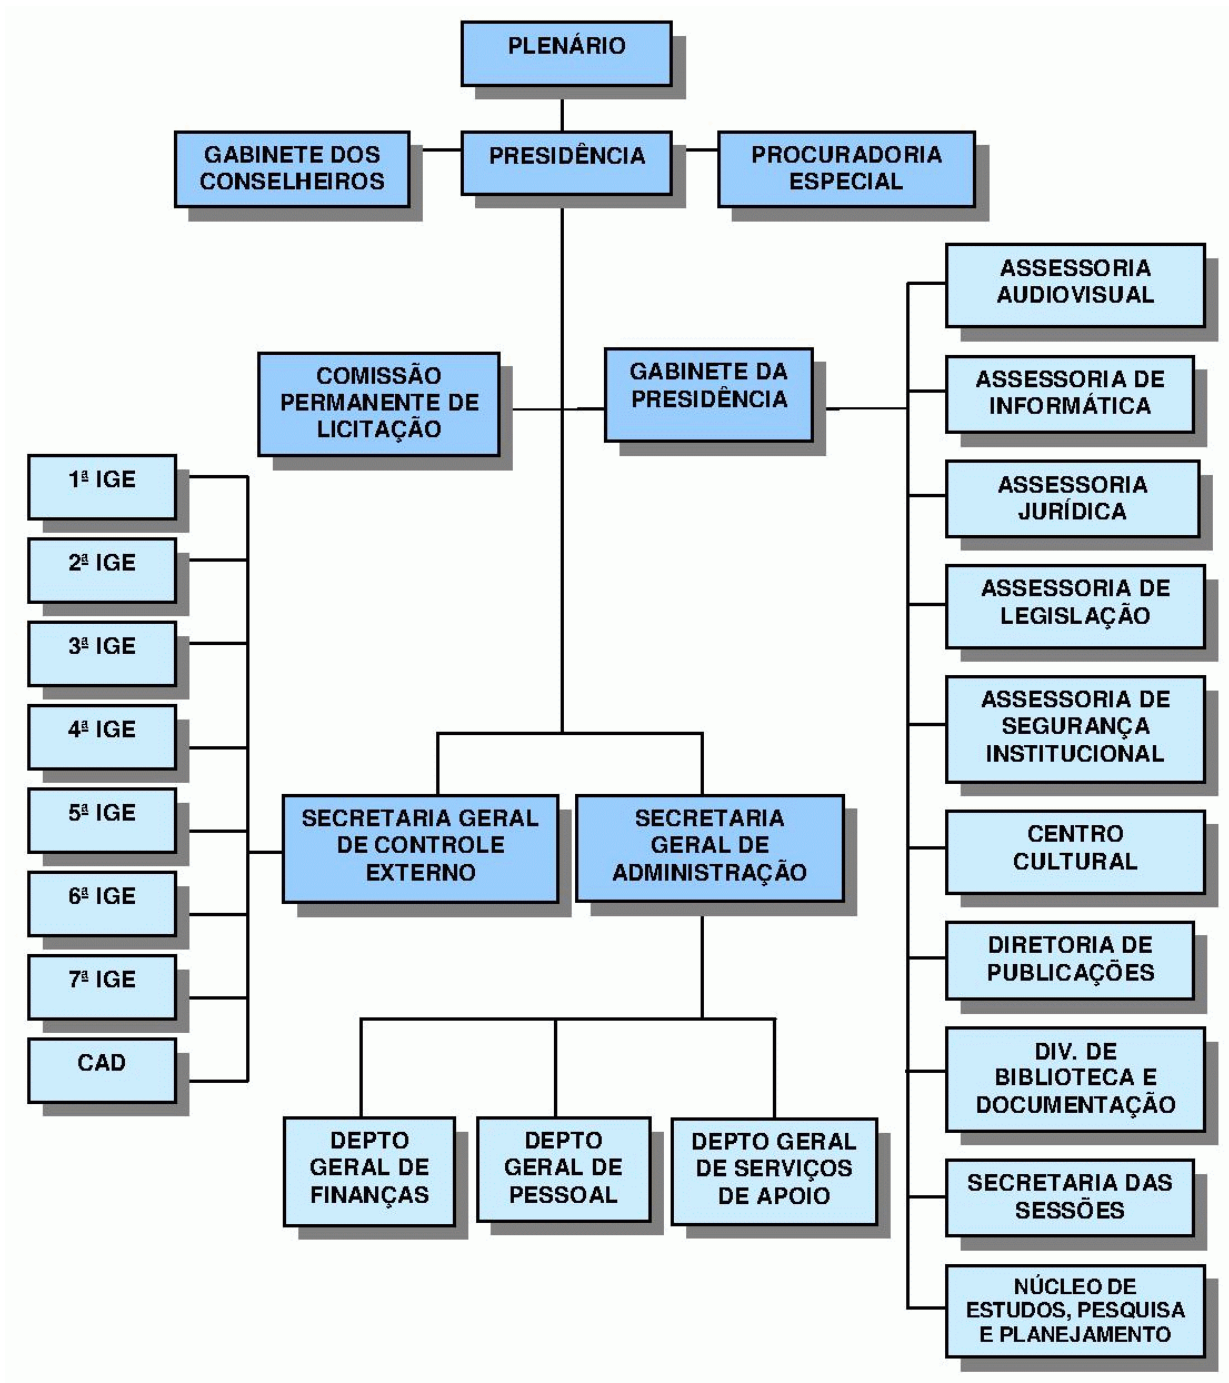 PLENÁRIO
GABINETE DOS
CONSELHEIROS
PRESIDÊNCIA
PROCURADORIA
ESPECIAL
COMISSÃO
PERMANENTE DE
LICITAÇÃO
GABINETE DA
PRESIDÊNCIA
ASSESSORIA
AUDIOVISUAL
ASSESSORIA DE
INFORMÁTICA
ASSESSORIA
JURÍDICA
ASSESSORIA DE
LEGISLAÇÃO
ASSESSORIA DE
SEGURANÇA
INSTITUCIONAL
CENTRO
CULTURAL
DIRETORIA DE
PUBLICAÇÕES
DIV. DE
BIBLIOTECA E
DOCUMENTAÇÃO
SECRETARIA DAS
SESSÕES
NÚCLEO DE
ESTUDOS, PESQUISA
E PLANEJAMENTO
1ª IGE
2ª IGE
3ª IGE
4ª IGE
5ª IGE
6ª IGE
7ª IGE
CAD
SECRETARIA GERAL
DE CONTROLE
EXTERNO
SECRETARIA
GERAL DE
ADMINISTRAÇÃO
DEPTO
GERAL DE
FINANÇAS
DEPTO
GERAL DE
PESSOAL
DEPTO GERAL
DE SERVIÇOS
DE APOIO